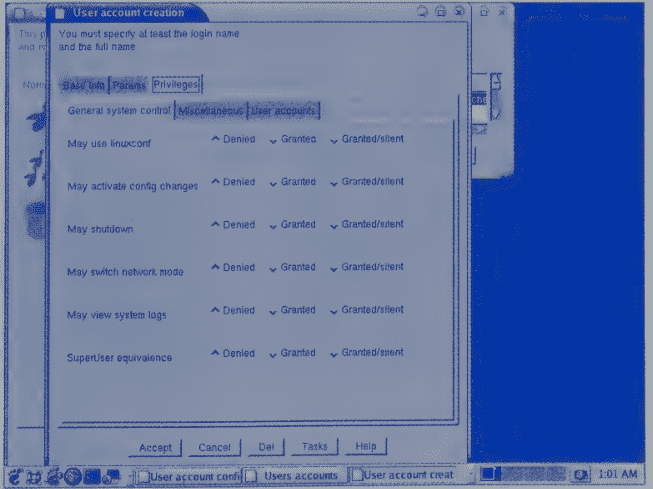 User account creation
You must specify at least the login name
and the full name
Base Info Params Privileges
General system control Miscellaneous User accounts
May use linuxconf Denied Granted Granted/silent
May activate config changes Denied Granted Granted/silent
May shutdown Denied Granted Granted/silent
May switch network mode Denied Granted Granted/silent
May view system logs Denied Granted Granted/silent
SuperUser equivalence Denied Granted Granted/silent
Accept Cancel Del Tasks Help
User account confi Users accounts User account creat 1:01 AM